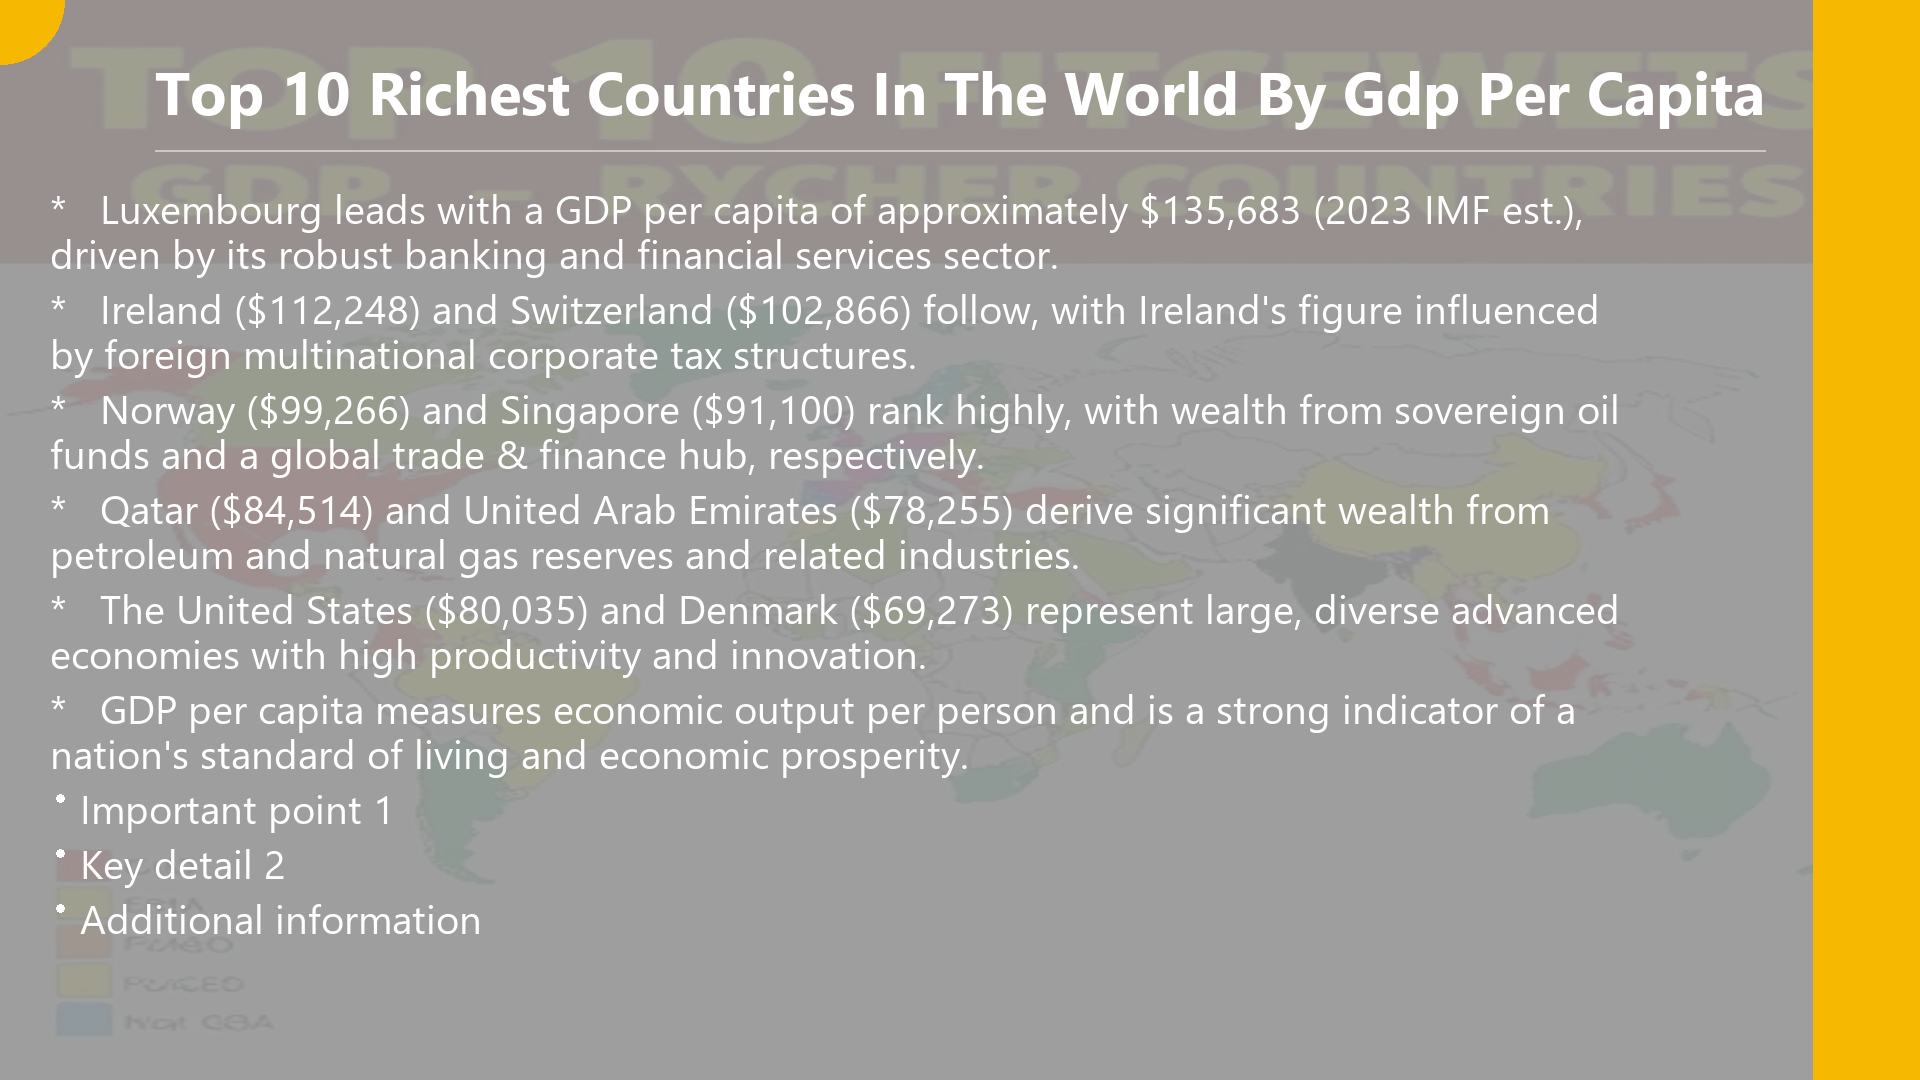 TOP 10 FITCEWETS
Top 10 Richest Countries In The World By Gdp Per Capita
GDP - RYCHER COUNTRIES
* Luxembourg leads with a GDP per capita of approximately $135,683 (2023 IMF est.),
driven by its robust banking and financial services sector.
* Ireland ($112,248) and Switzerland ($102,866) follow, with Ireland's figure influenced
by foreign multinational corporate tax structures.
* Norway ($99,266) and Singapore ($91,100) rank highly, with wealth from sovereign oil
funds and a global trade & finance hub, respectively.
* Qatar ($84,514) and United Arab Emirates ($78,255) derive significant wealth from
petroleum and natural gas reserves and related industries.
* The United States ($80,035) and Denmark ($69,273) represent large, diverse advanced
economies with high productivity and innovation.
* GDP per capita measures economic output per person and is a strong indicator of a
nation's standard of living and economic prosperity.
• Important point 1
• Key detail 2
• Additional information